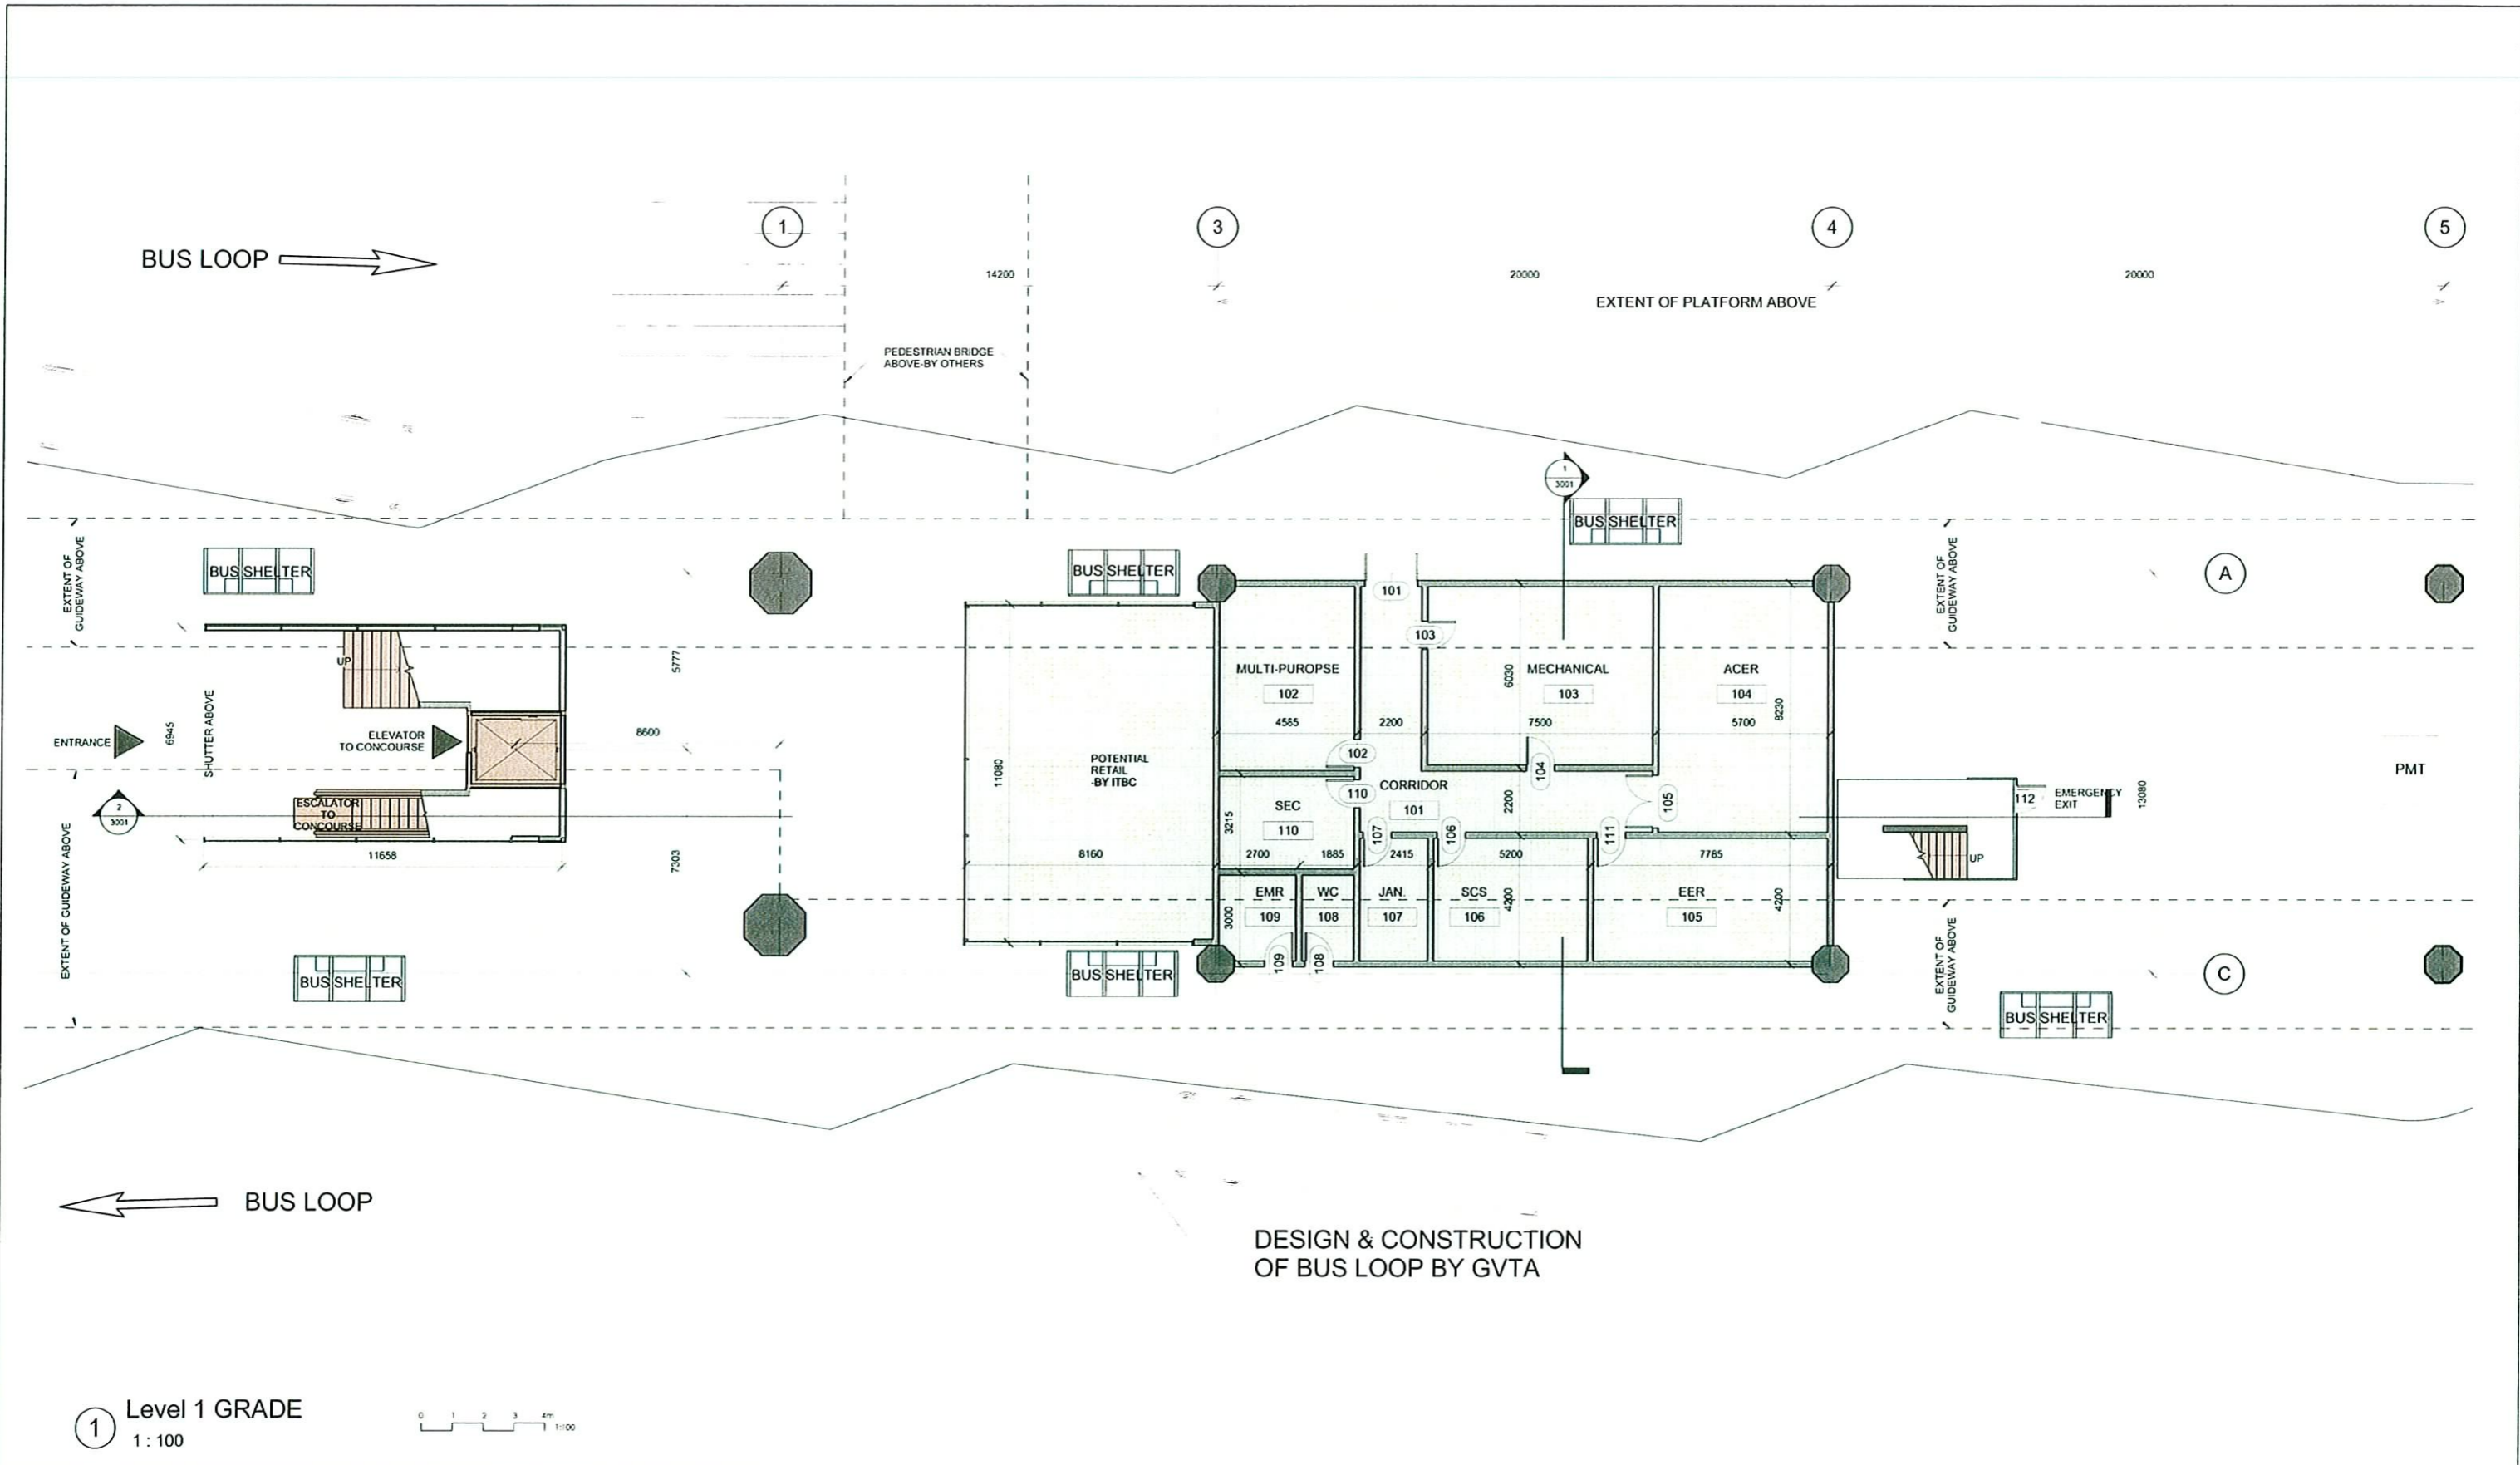 1
3
4
5
BUS LOOP
14200
20000
20000
EXTENT OF PLATFORM ABOVE
PEDESTRIAN BRIDGE
ABOVE-BY OTHERS
1
3001
BUS SHELTER
BUS SHELTER
BUS SHELTER
EXTENT OF
GUIDEWAY ABOVE
EXTENT OF
GUIDEWAY ABOVE
A
101
103
UP
5777
MULTI-PUROPSE
102
4565
2200
6030
MECHANICAL
103
7500
ACER
104
5700
8230
ENTRANCE
6945
SHUTTER ABOVE
ELEVATOR
TO CONCOURSE
8600
102
POTENTIAL
RETAIL
-BY ITBC
11080
104
PMT
CORRIDOR
101
2200
110
105
SEC
110
3215
112
EMERGENCY
EXIT
13080
2
3001
ESCALATOR
TO
CONCOURSE
107
106
111
11658
7303
8160
2700
1885
2415
5200
7785
UP
EXTENT OF GUIDEWAY ABOVE
EMR
109
3000
WC
108
JAN.
107
SCS
106
4200
EER
105
4200
109
108
EXTENT OF
GUIDEWAY ABOVE
C
BUS SHELTER
BUS SHELTER
BUS SHELTER
BUS LOOP
DESIGN & CONSTRUCTION
OF BUS LOOP BY GVTA
1
Level 1 GRADE
1 : 100
0 1 2 3 4m
1:100